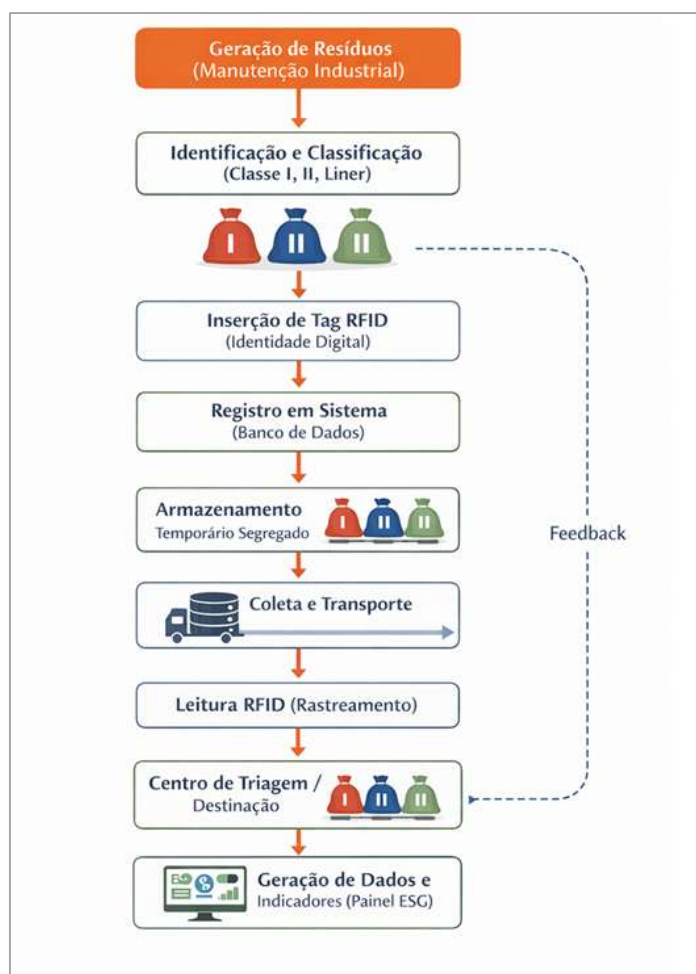 Geração de Resíduos
(Manutenção Industrial)
Identificação e Classificação
(Classe I, II, Liner)
I II II
Inserção de Tag RFID
(Identidade Digital)
Registro em Sistema
(Banco de Dados)
Armazenamento
Temporário Segregado
I II II
Feedback
Coleta e Transporte
Leitura RFID (Rastreamento)
Centro de Triagem /
Destinação
I II II
Geração de Dados e
Indicadores (Painel ESG)